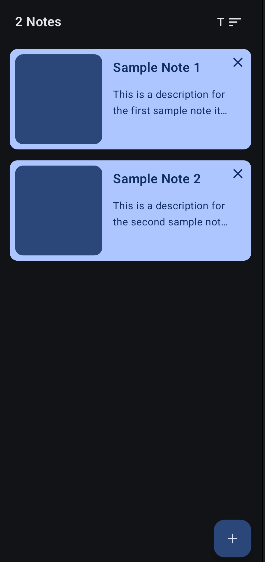 2 Notes
T
Sample Note 1
This is a description for
the first sample note it...
Sample Note 2
This is a description for
the second sample not...